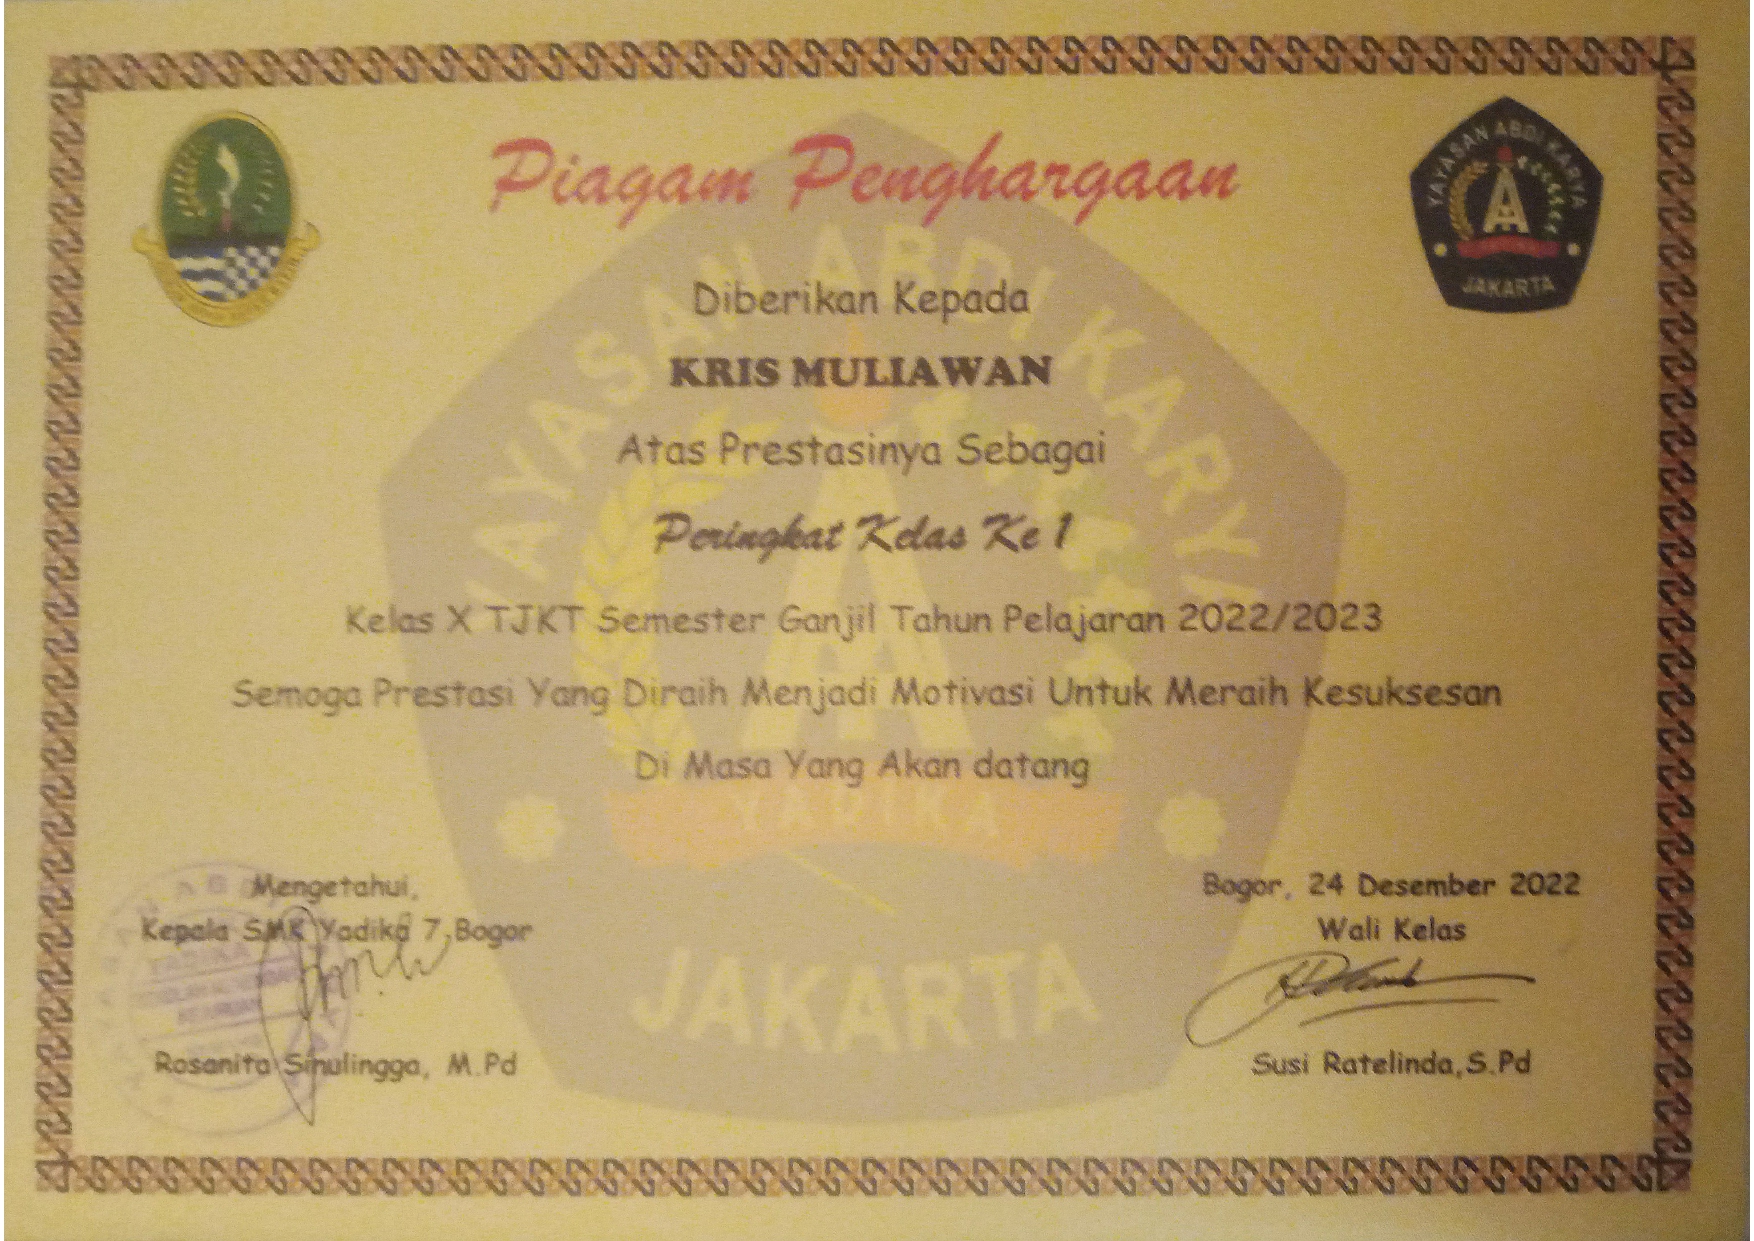 Piagam Penghargaan
YAYASAN ABDI KARYA
JAKARTA
Diberikan Kepada
KRIS MULIAWAN
Atas Prestasinya Sebagai
Peringkat Kelas Ke 1
Kelas X TJKT Semester Ganjil Tahun Pelajaran 2022/2023
Semoga Prestasi Yang Diraih Menjadi Motivasi Untuk Meraih Kesuksesan
Di Masa Yang Akan datang
YAYASAN ABDI KARYA
YADIKA
JAKARTA
Mengetahui,
Kepala SMK Yadika 7 Bogor
YADIKA
Rosanita Sinulingga, M.Pd
Bogor, 24 Desember 2022
Wali Kelas
Susi Ratelinda,S.Pd